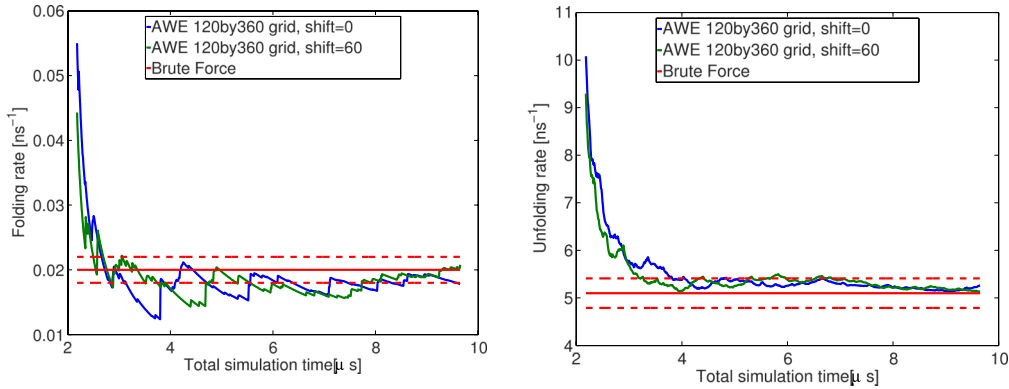 AWE 120by360 grid, shift=0
AWE 120by360 grid, shift=60
Brute Force
Folding rate [ns⁻¹]
0.06
0.05
0.04
0.03
0.02
0.01
2 4 6 8 10
Total simulation time[μ s]
AWE 120by360 grid, shift=0
AWE 120by360 grid, shift=60
Brute Force
Unfolding rate [ns⁻¹]
11
10
9
8
7
6
5
4
2 4 6 8 10
Total simulation time[μ s]